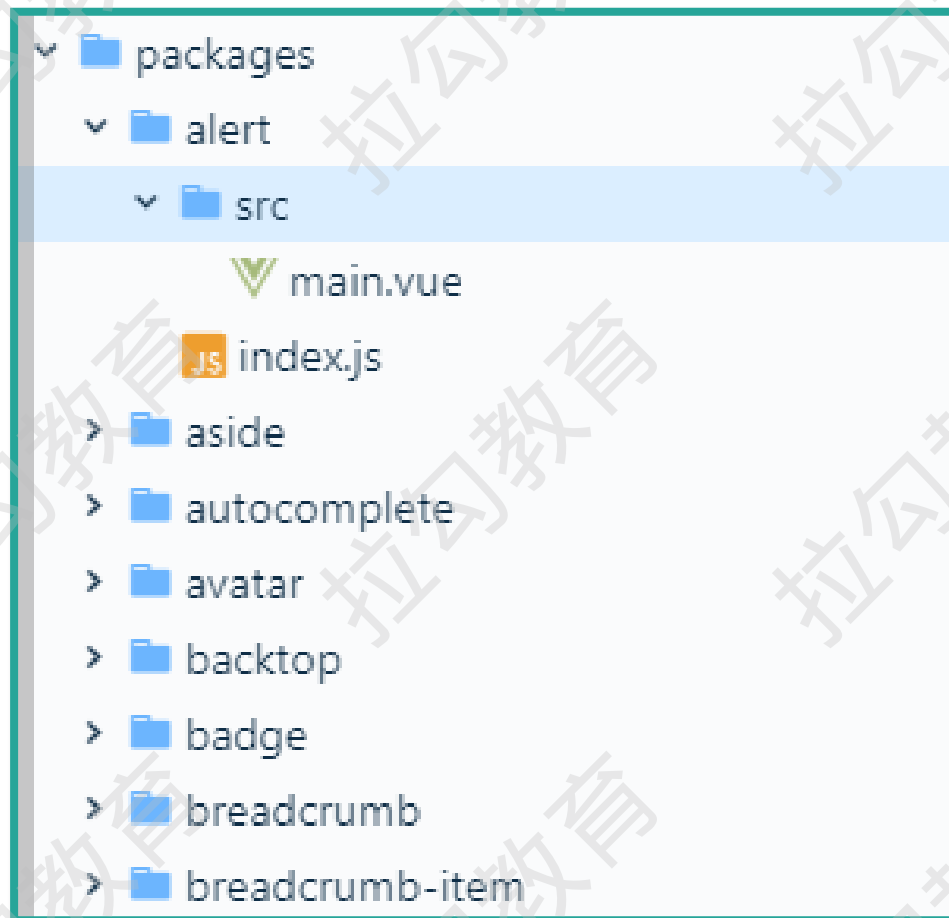 packages
alert
src
main.vue
JS index.js
aside
autocomplete
avatar
backtop
badge
breadcrumb
breadcrumb-item
拉勾教育